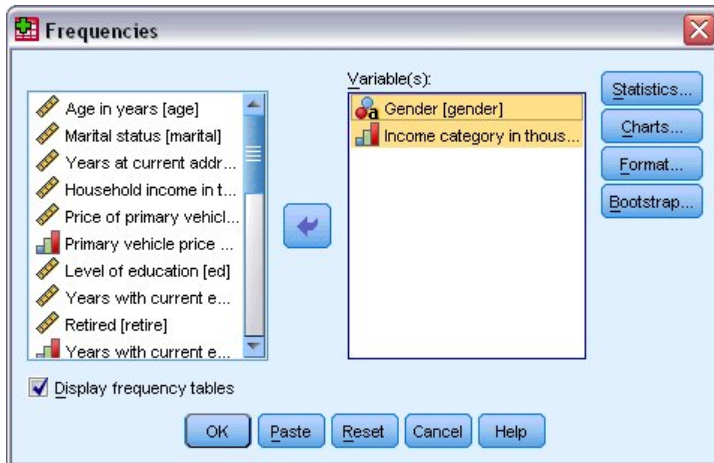 Frequencies
Variable(s):
Age in years [age]
Marital status [marital]
Years at current addr...
Household income in t...
Price of primary vehicl...
Primary vehicle price ...
Level of education [ed]
Years with current e...
Retired [retire]
Years with current e...
a Gender [gender]
Income category in thous...
Statistics...
Charts...
Format...
Bootstrap...
Display frequency tables
OK Paste Reset Cancel Help